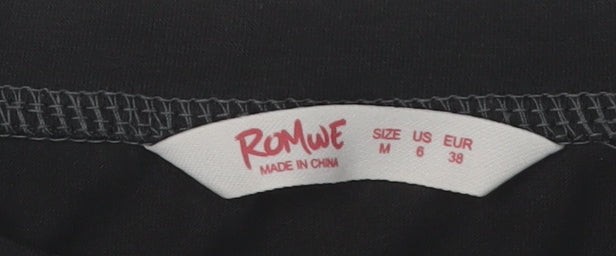 ROMWE
MADE IN CHINA
SIZE US EUR
M 6 38